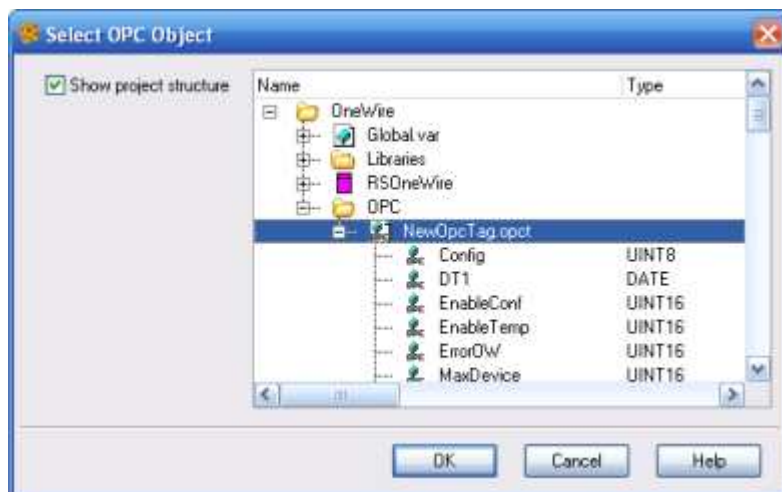 Select OPC Object
Show project structure
Name Type
OneWire
Global.var
Libraries
RSOneWire
OPC
NewOpcTag.opct
Config UINT8
DT1 DATE
EnableConf UINT16
EnableTemp UINT16
ErrorOW UINT16
MaxDevice UINT16
OK Cancel Help